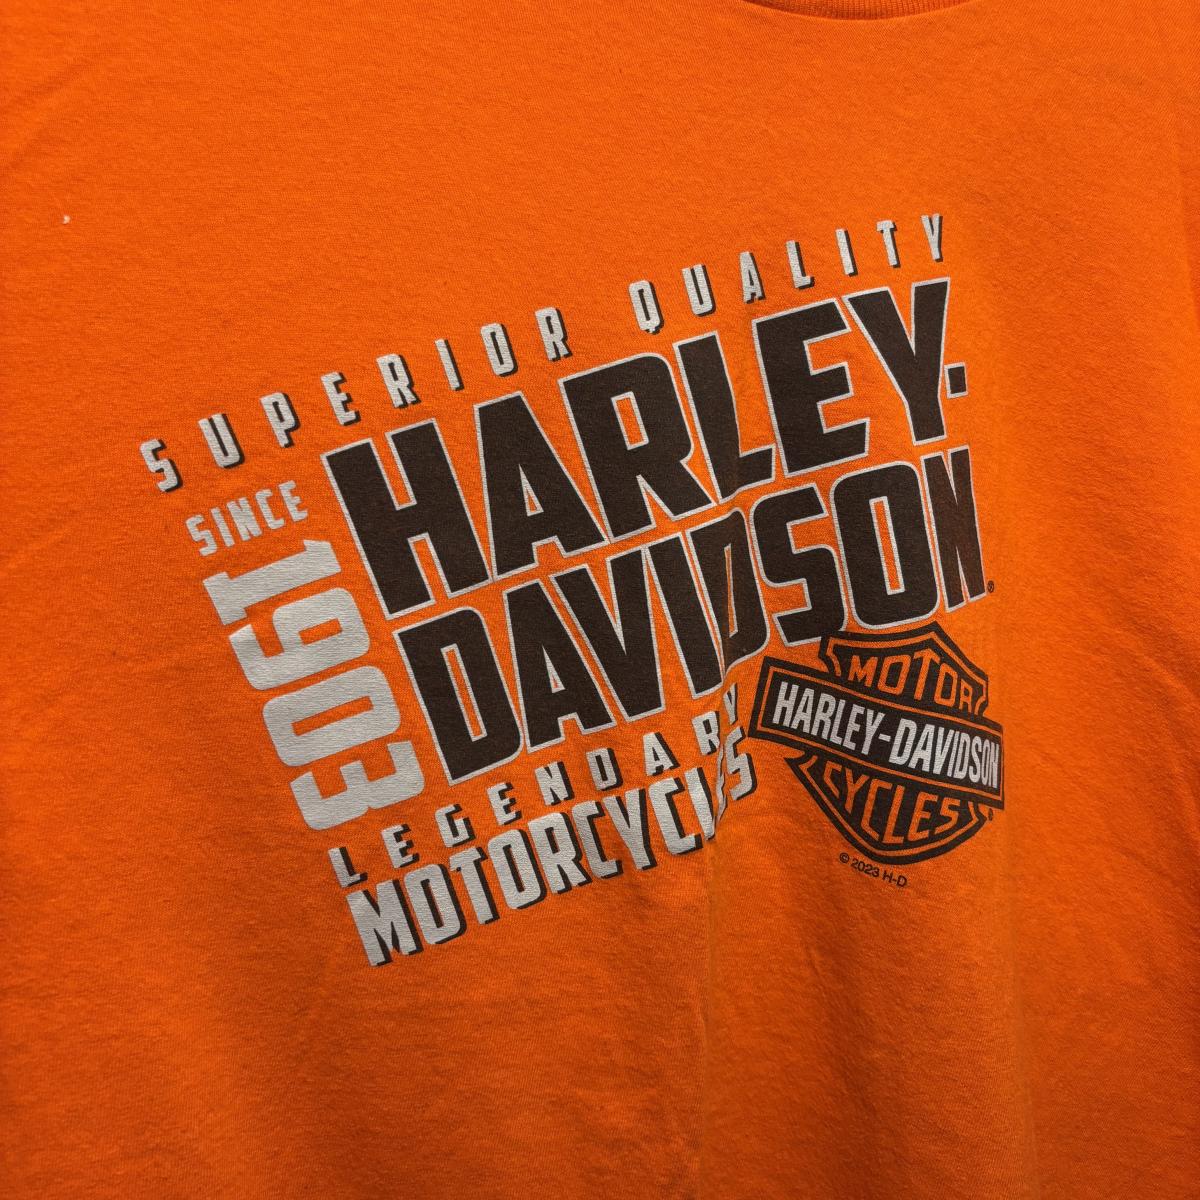 SUPERIOR QUALITY
SINCE
1903
HARLEY-
DAVIDSON®
LEGENDARY
MOTORCYCLES
MOTOR
HARLEY-DAVIDSON
CYCLES
® 
© 2023 H-D